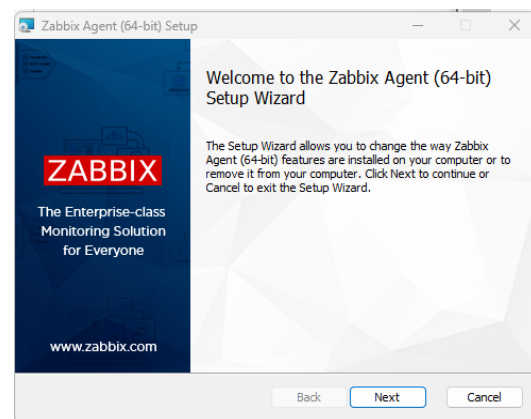 Zabbix Agent (64-bit) Setup
Welcome to the Zabbix Agent (64-bit)
Setup Wizard
The Setup Wizard allows you to change the way Zabbix
Agent (64-bit) features are installed on your computer or to
remove it from your computer. Click Next to continue or
Cancel to exit the Setup Wizard.
ZABBIX
The Enterprise-class
Monitoring Solution
for Everyone
www.zabbix.com
Back Next Cancel